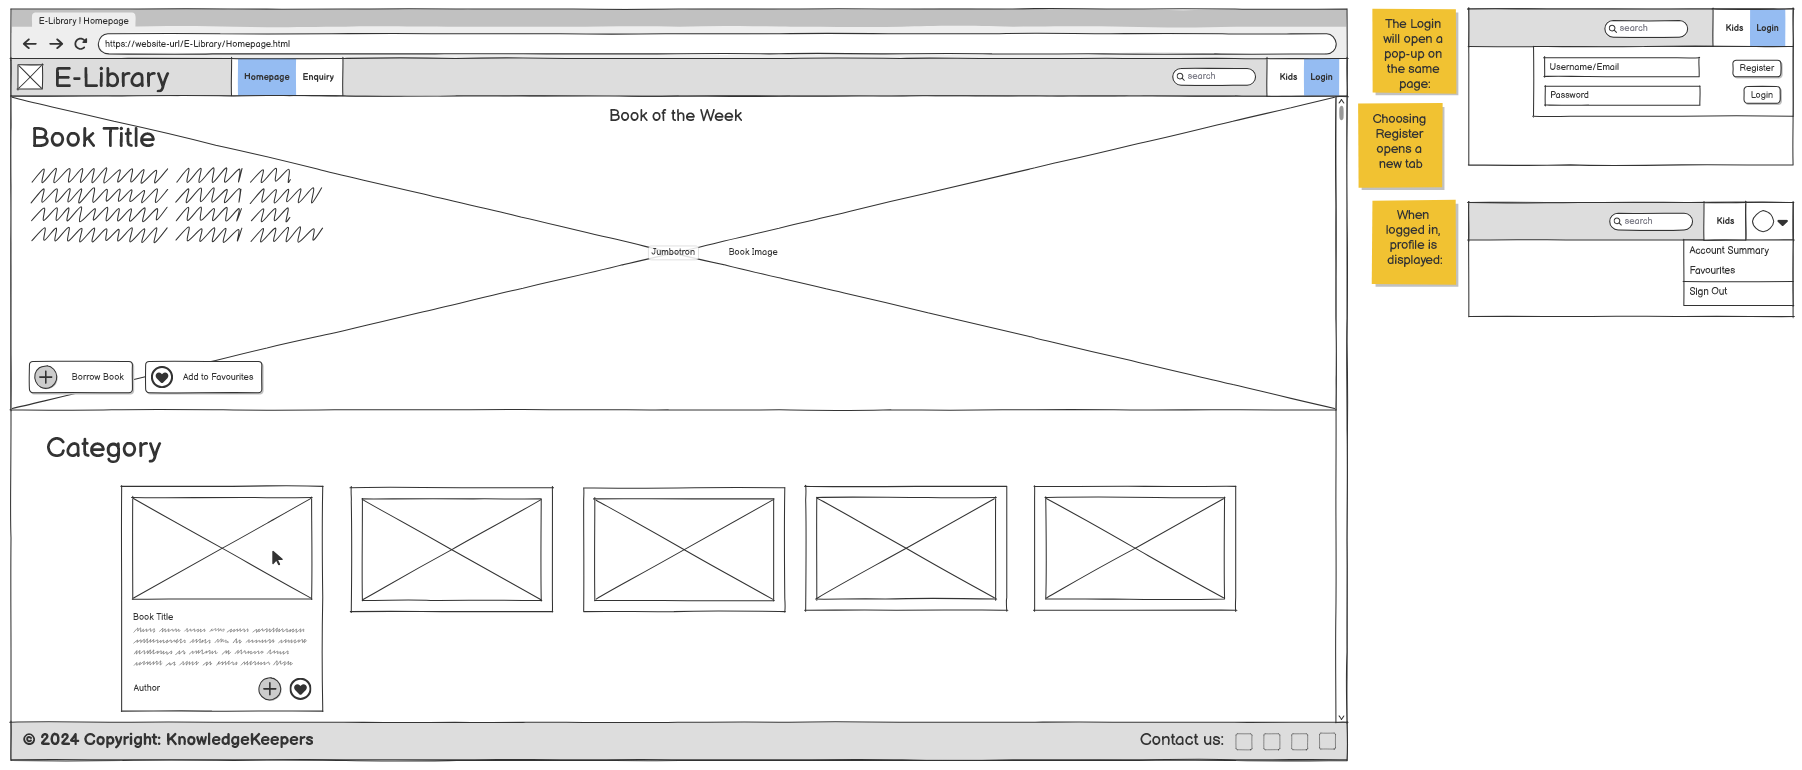 E-Library | Homepage
https://website-url/E-Library/Homepage.html
E-Library
Homepage
Enquiry
search
Kids
Login
Book of the Week
Book Title
Jumbotron
Book Image
Borrow Book
Add to Favourites
Category
Book Title
Author
© 2024 Copyright: KnowledgeKeepers
Contact us:
The Login
will open a
pop-up on
the same
page:
Choosing
Register
opens a
new tab
When
logged in,
profile is
displayed:
search
Kids
Login
Username/Email
Register
Password
Login
search
Kids
Account Summary
Favourites
Sign Out